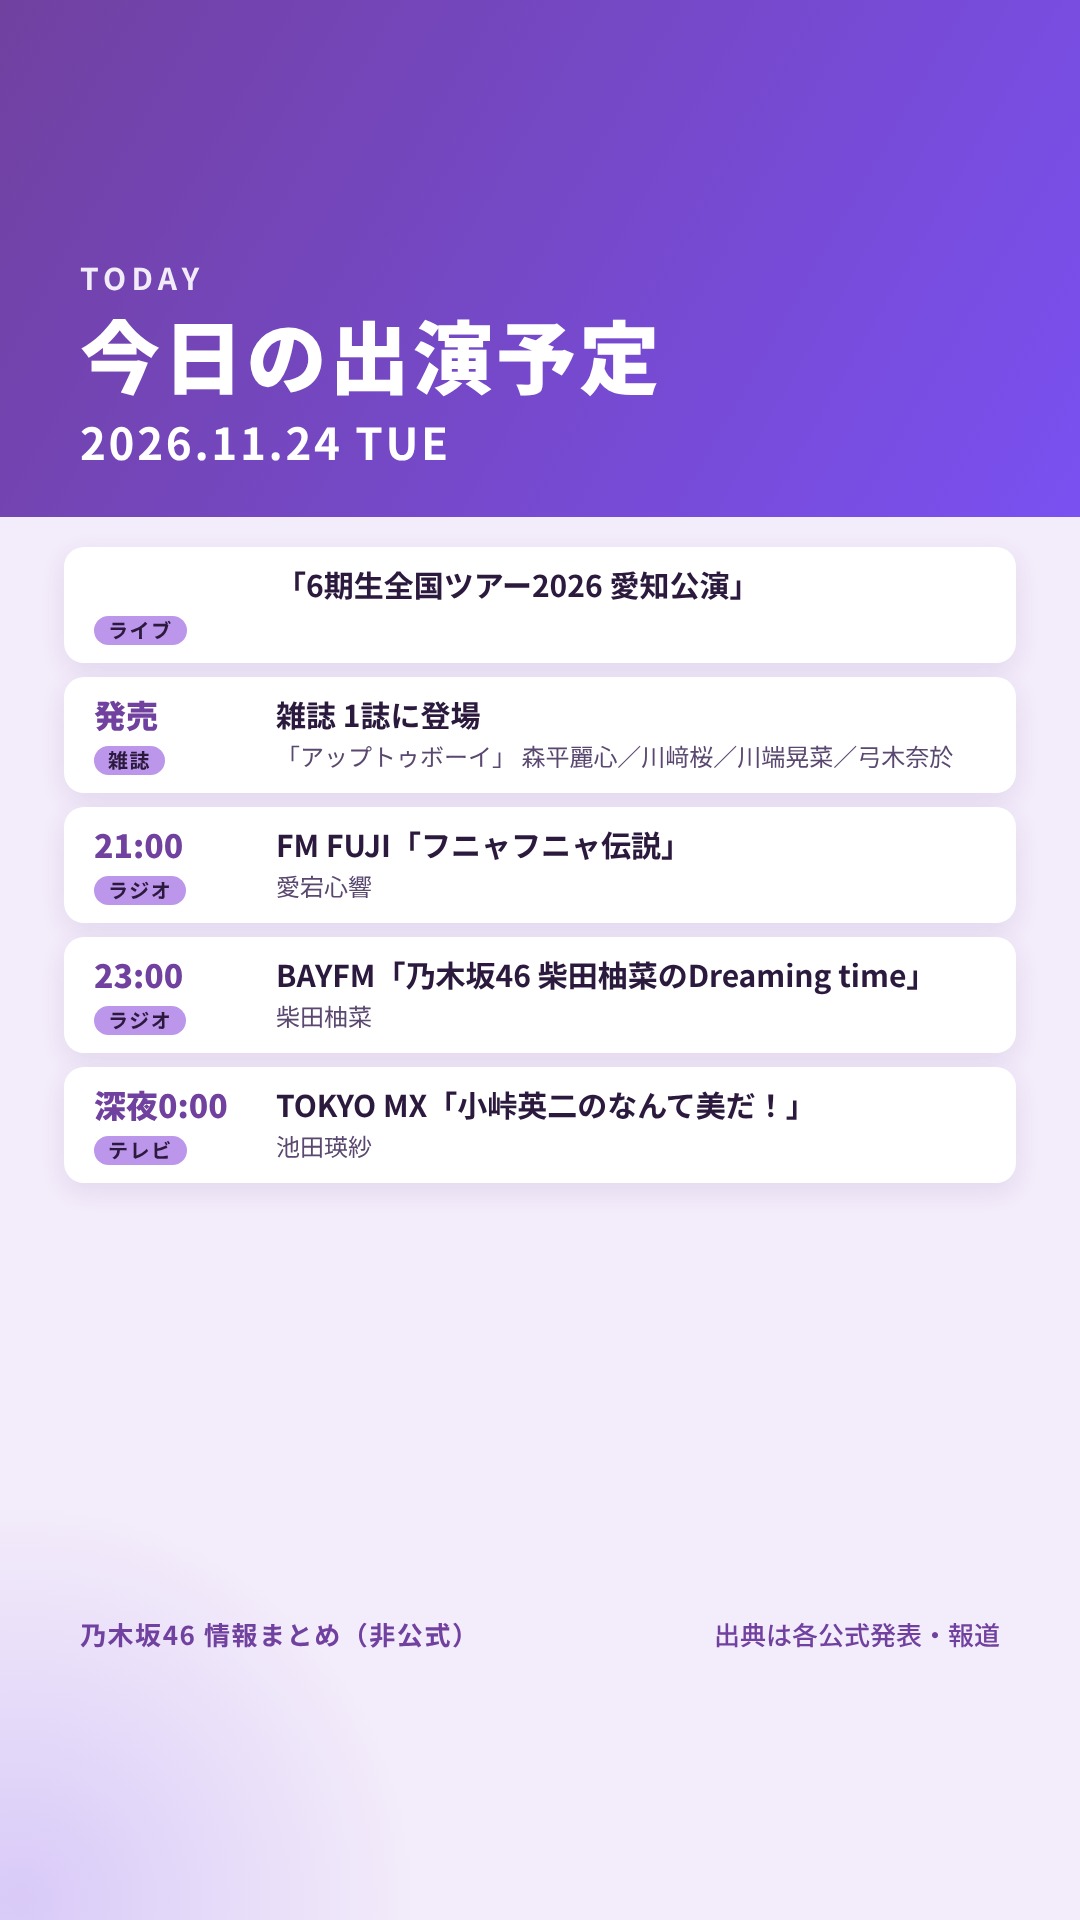 TODAY
今日の出演予定
2026.11.24 TUE
「6期生全国ツアー2026 愛知公演」
ライブ
発売
雑誌 1誌に登場
雑誌
「アップトゥボーイ」 森平麗心／川﨑桜／川端晃菜／弓木奈於
21:00
FM FUJI「フニャフニャ伝説」
ラジオ
愛宕心響
23:00
BAYFM「乃木坂46 柴田柚菜のDreaming time」
ラジオ
柴田柚菜
深夜0:00
TOKYO MX「小峠英二のなんて美だ！」
テレビ
池田瑛紗
乃木坂46 情報まとめ（非公式）
出典は各公式発表・報道